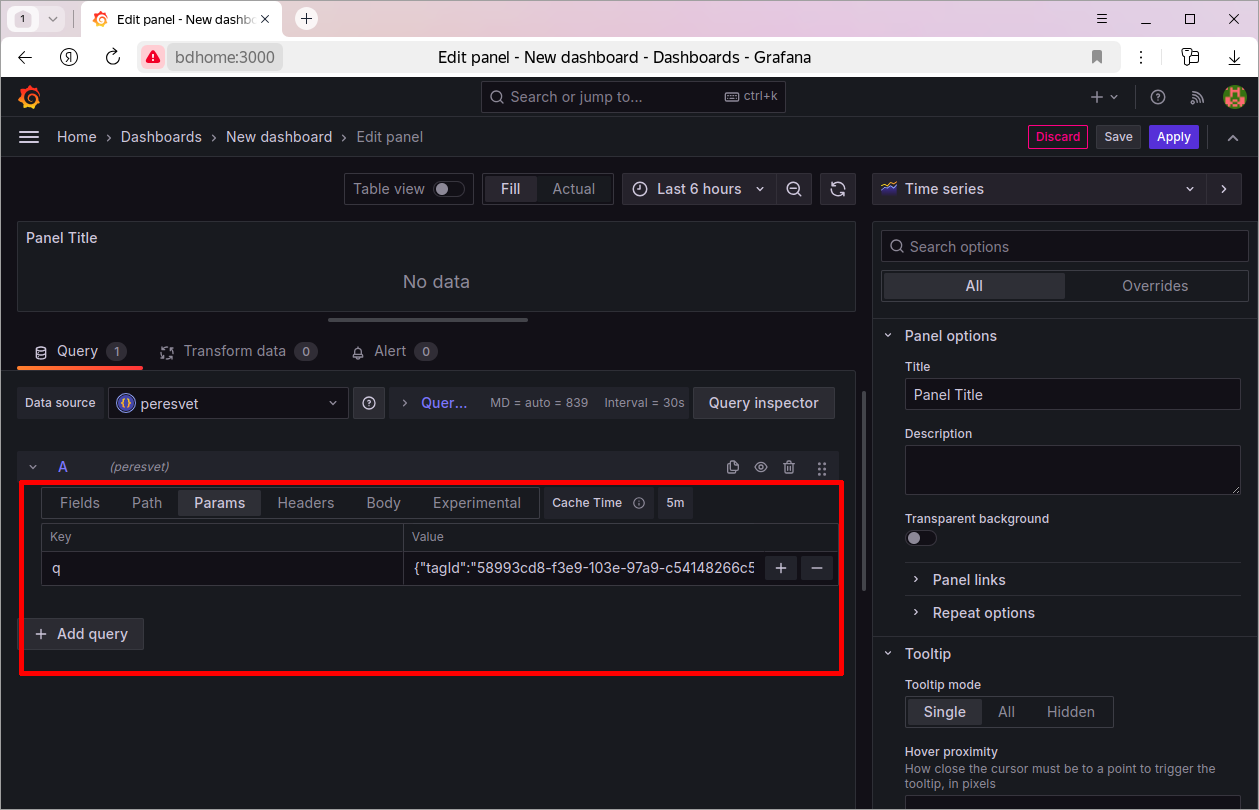 1
Edit panel - New dashbo
bdhome:3000
Edit panel - New dashboard - Dashboards - Grafana
Search or jump to...
ctrl+k
Home › Dashboards › New dashboard › Edit panel
Discard
Save
Apply
Table view
Fill
Actual
Last 6 hours
Time series
Panel Title
No data
Query 1
Transform data 0
Alert 0
Data source
peresvet
Quer...
MD = auto = 839
Interval = 30s
Query inspector
A
(peresvet)
Fields
Path
Params
Headers
Body
Experimental
Cache Time
5m
Key
Value
q
{"tagId":"58993cd8-f3e9-103e-97a9-c54148266c5
+ Add query
Search options
All
Overrides
Panel options
Title
Panel Title
Description
Transparent background
Panel links
Repeat options
Tooltip
Tooltip mode
Single
All
Hidden
Hover proximity
How close the cursor must be to a point to trigger the
tooltip, in pixels